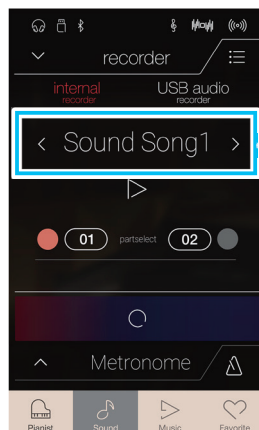 recorder
internal
recorder
USB audio
recorder
Sound Song1
01 partselect 02
Metronome
Pianist Sound Music Favorite